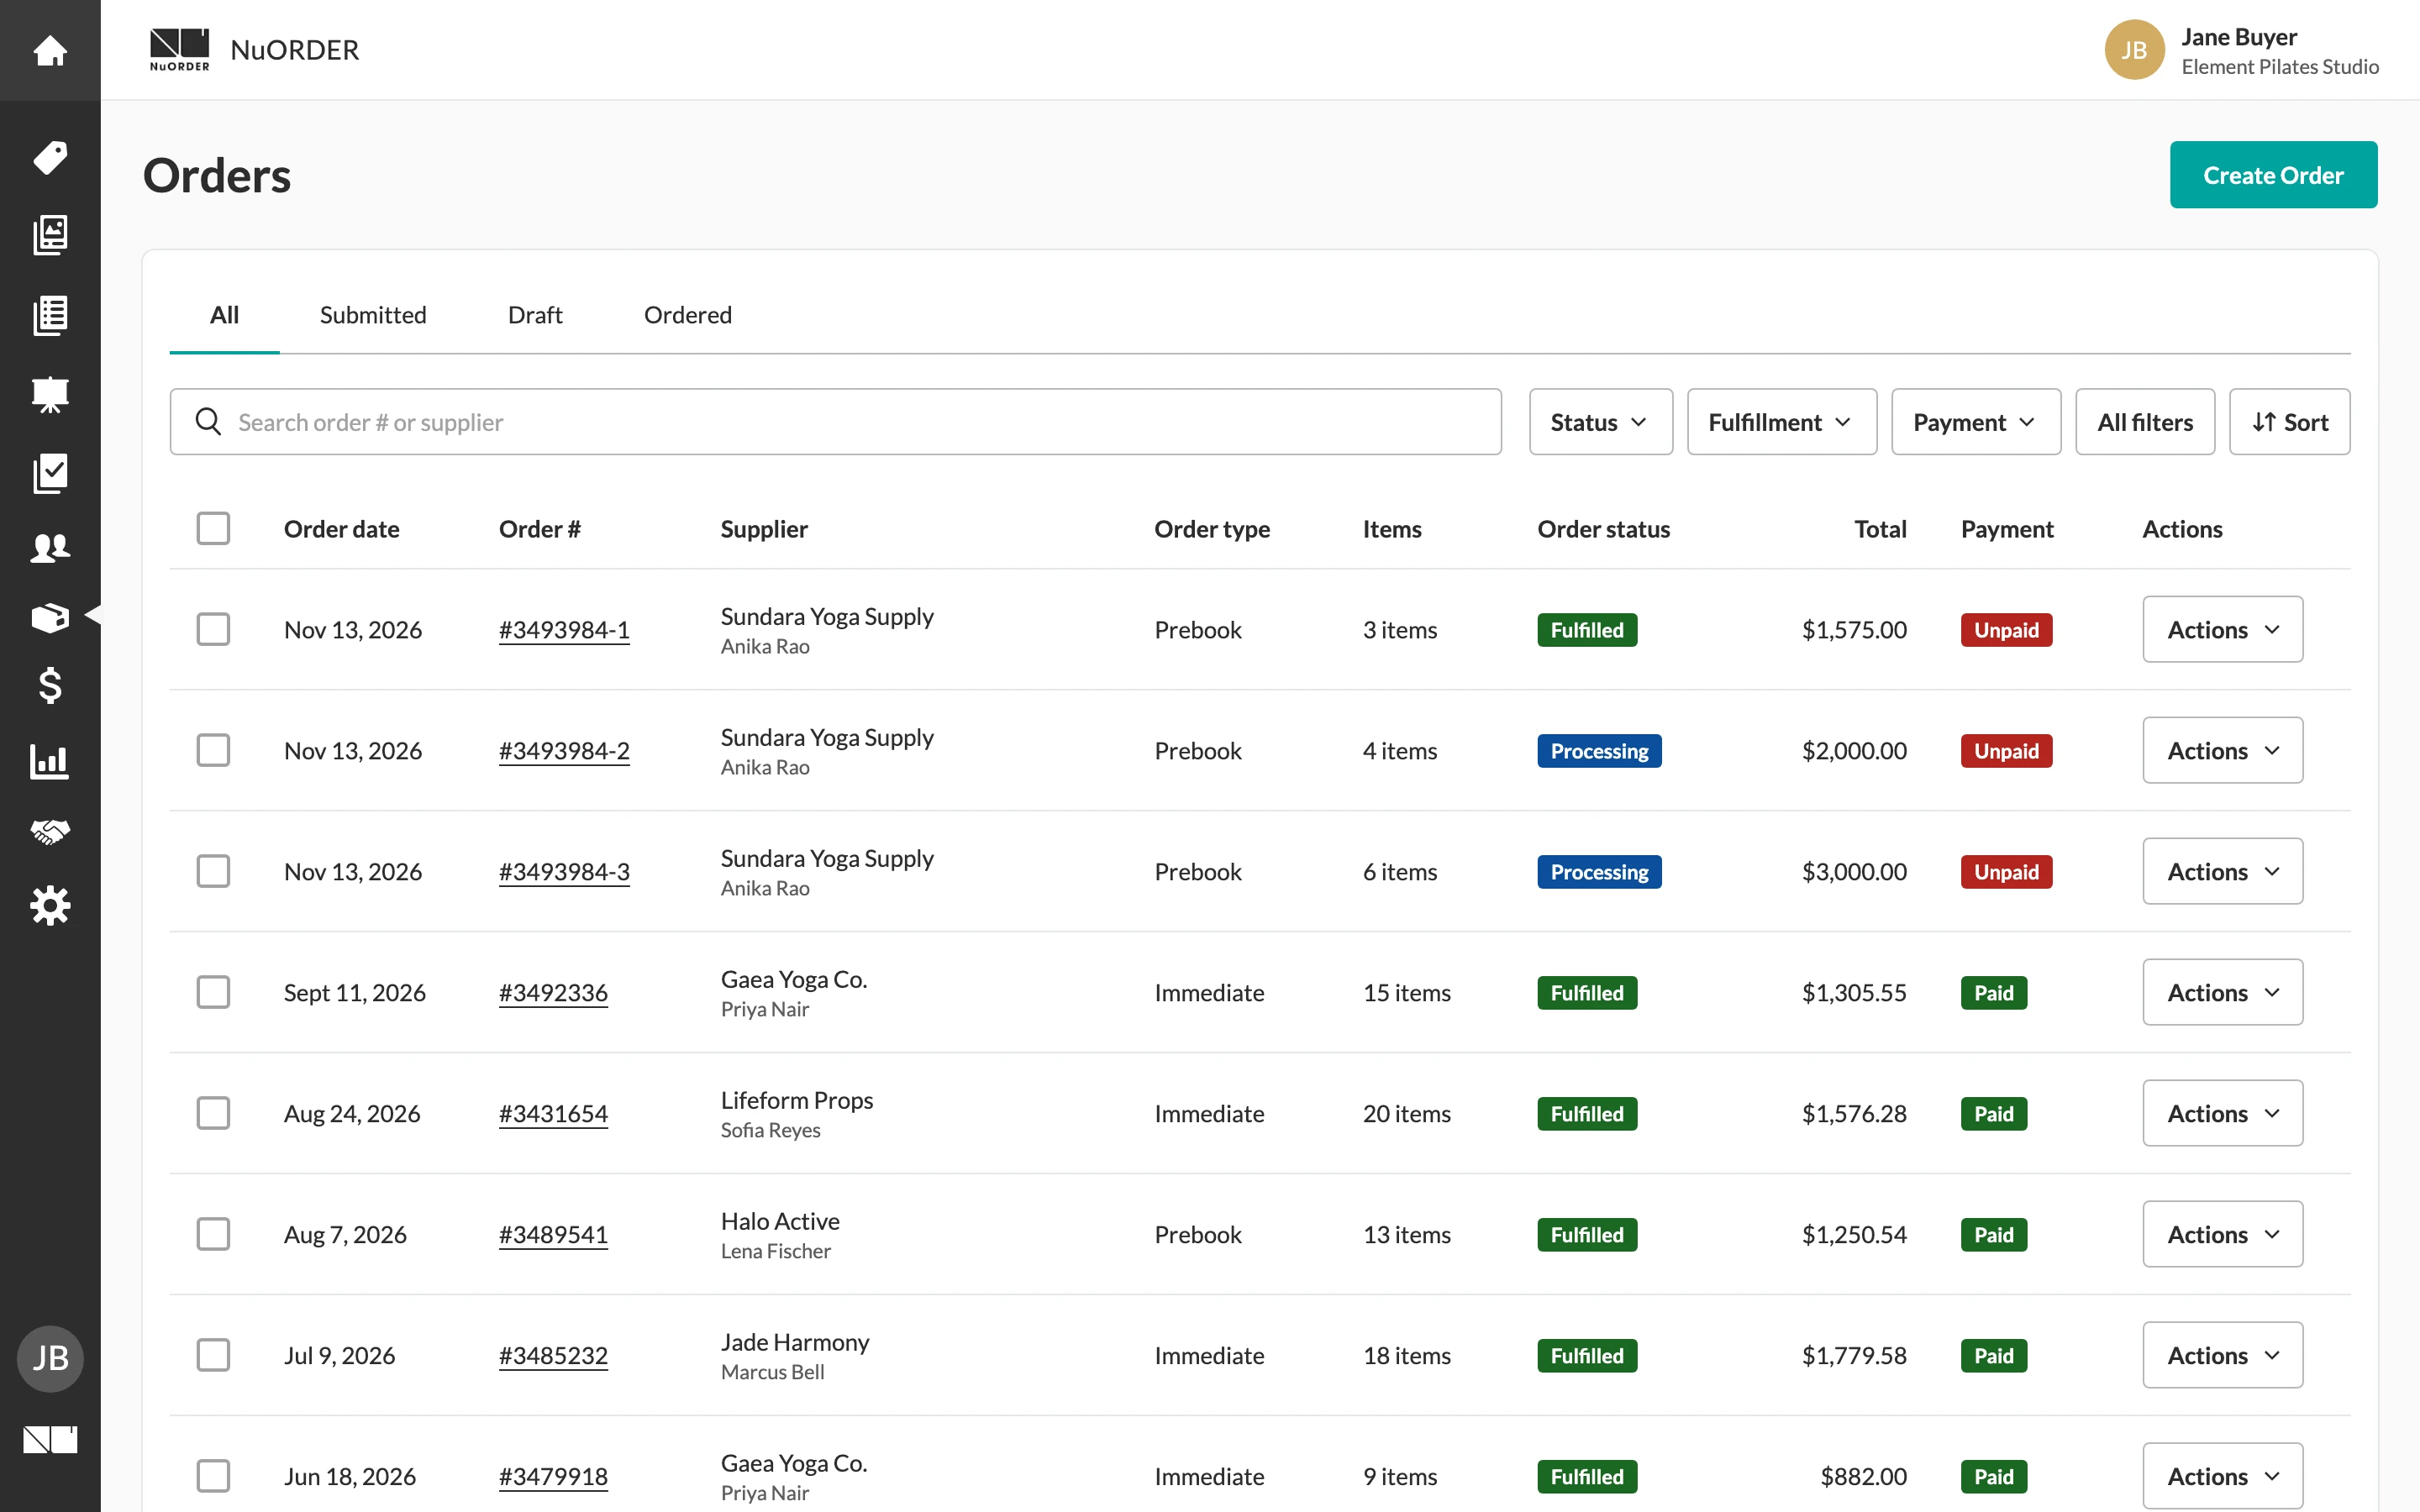 NuORDER
NuORDER
JB
Jane Buyer
Element Pilates Studio
Orders
Create Order
All
Submitted
Draft
Ordered
Search order # or supplier
Status
Fulfillment
Payment
All filters
Sort
Order date
Order #
Supplier
Order type
Items
Order status
Total
Payment
Actions
Nov 13, 2026
#3493984-1
Sundara Yoga Supply
Anika Rao
Prebook
3 items
Fulfilled
$1,575.00
Unpaid
Actions
Nov 13, 2026
#3493984-2
Sundara Yoga Supply
Anika Rao
Prebook
4 items
Processing
$2,000.00
Unpaid
Actions
Nov 13, 2026
#3493984-3
Sundara Yoga Supply
Anika Rao
Prebook
6 items
Processing
$3,000.00
Unpaid
Actions
Sept 11, 2026
#3492336
Gaea Yoga Co.
Priya Nair
Immediate
15 items
Fulfilled
$1,305.55
Paid
Actions
Aug 24, 2026
#3431654
Lifeform Props
Sofia Reyes
Immediate
20 items
Fulfilled
$1,576.28
Paid
Actions
Aug 7, 2026
#3489541
Halo Active
Lena Fischer
Prebook
13 items
Fulfilled
$1,250.54
Paid
Actions
Jul 9, 2026
#3485232
Jade Harmony
Marcus Bell
Immediate
18 items
Fulfilled
$1,779.58
Paid
Actions
Jun 18, 2026
#3479918
Gaea Yoga Co.
Priya Nair
Immediate
9 items
Fulfilled
$882.00
Paid
Actions
JB